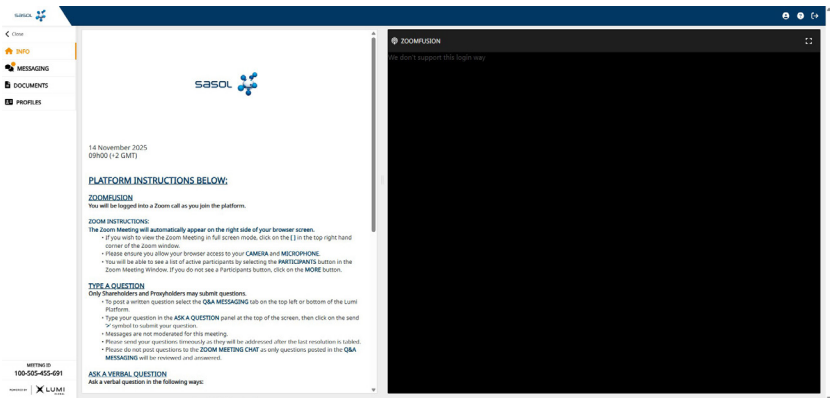 sasol
Close
INFO
MESSAGING
DOCUMENTS
PROFILES
MEETING ID
100-505-455-691
POWERED BY
LUMI
sasol
14 November 2025
09h00 (+2 GMT)
PLATFORM INSTRUCTIONS BELOW:
ZOOMFUSION
You will be logged into a Zoom call as you join the platform.
ZOOM INSTRUCTIONS:
The Zoom Meeting will automatically appear on the right side of your browser screen.
• If you wish to view the Zoom Meeting in full screen mode, click on the [ ] in the top right hand
corner of the Zoom window.
• Please ensure you allow your browser access to your CAMERA and MICROPHONE.
• You will be able to see a list of active participants by selecting the PARTICIPANTS button in the
Zoom Meeting Window. If you do not see a Participants button, click on the MORE button.
TYPE A QUESTION
Only Shareholders and Proxyholders may submit questions.
• To post a written question select the Q&A MESSAGING tab on the top left or bottom of the Lumi
Platform.
• Type your question in the ASK A QUESTION panel at the top of the screen, then click on the send
'>' symbol to submit your question.
• Messages are not moderated for this meeting.
• Please send your questions timeously as they will be addressed after the last resolution is tabled.
• Please do not post questions to the ZOOM MEETING CHAT as only questions posted in the Q&A
MESSAGING will be reviewed and answered.
ASK A VERBAL QUESTION
Ask a verbal question in the following ways:
ZOOMFUSION
We don't support this login way